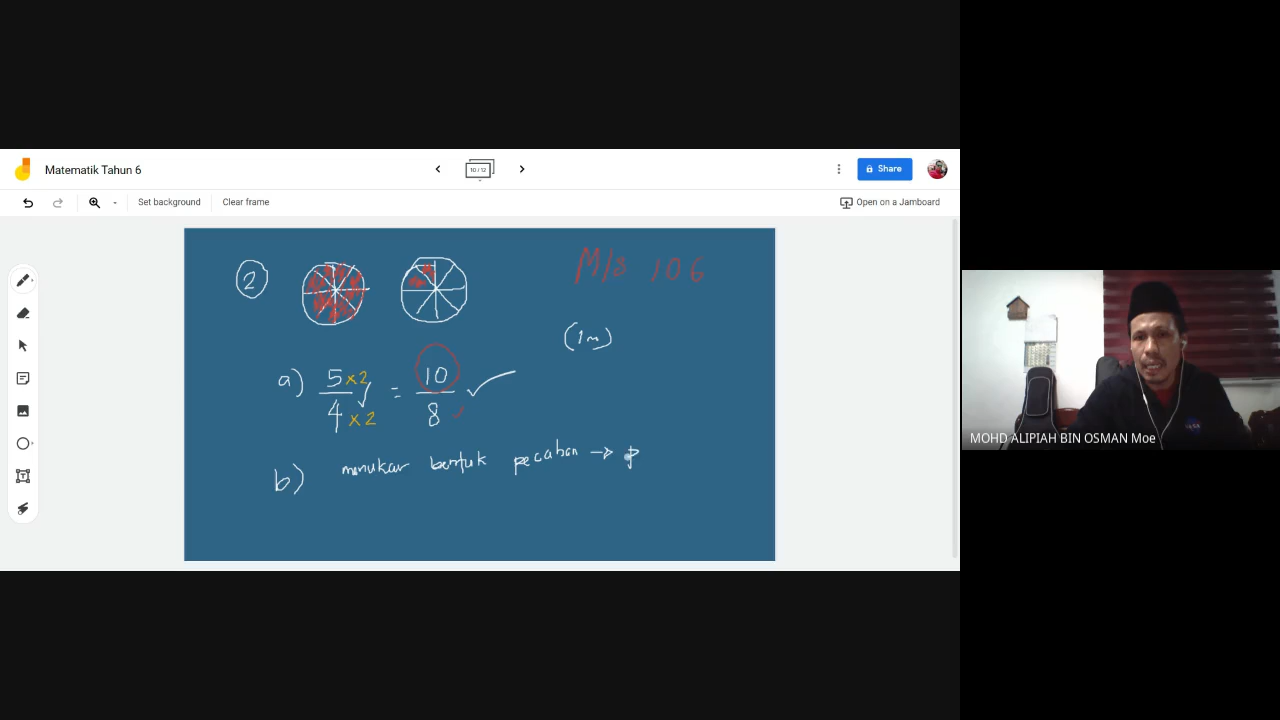 Matematik Tahun 6
10 / 12
Share
Set background
Clear frame
Open on a Jamboard
2
M/s 106
(1m)
a) 5 ×2 = 10
4 ×2 8
b) menukar bentuk pecahan → p
NASA
MOHD ALIPIAH BIN OSMAN Moe